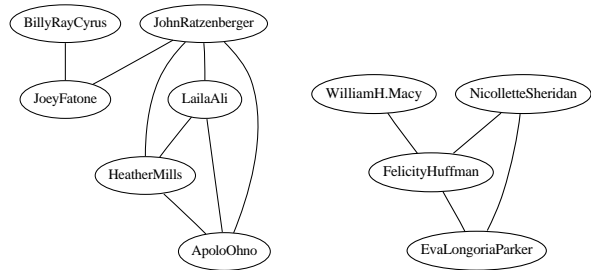 BillyRayCyrus
JohnRatzenberger
JoeyFatone
LailaAli
WilliamH.Macy
NicolletteSheridan
HeatherMills
FelicityHuffman
ApoloOhno
EvaLongoriaParker